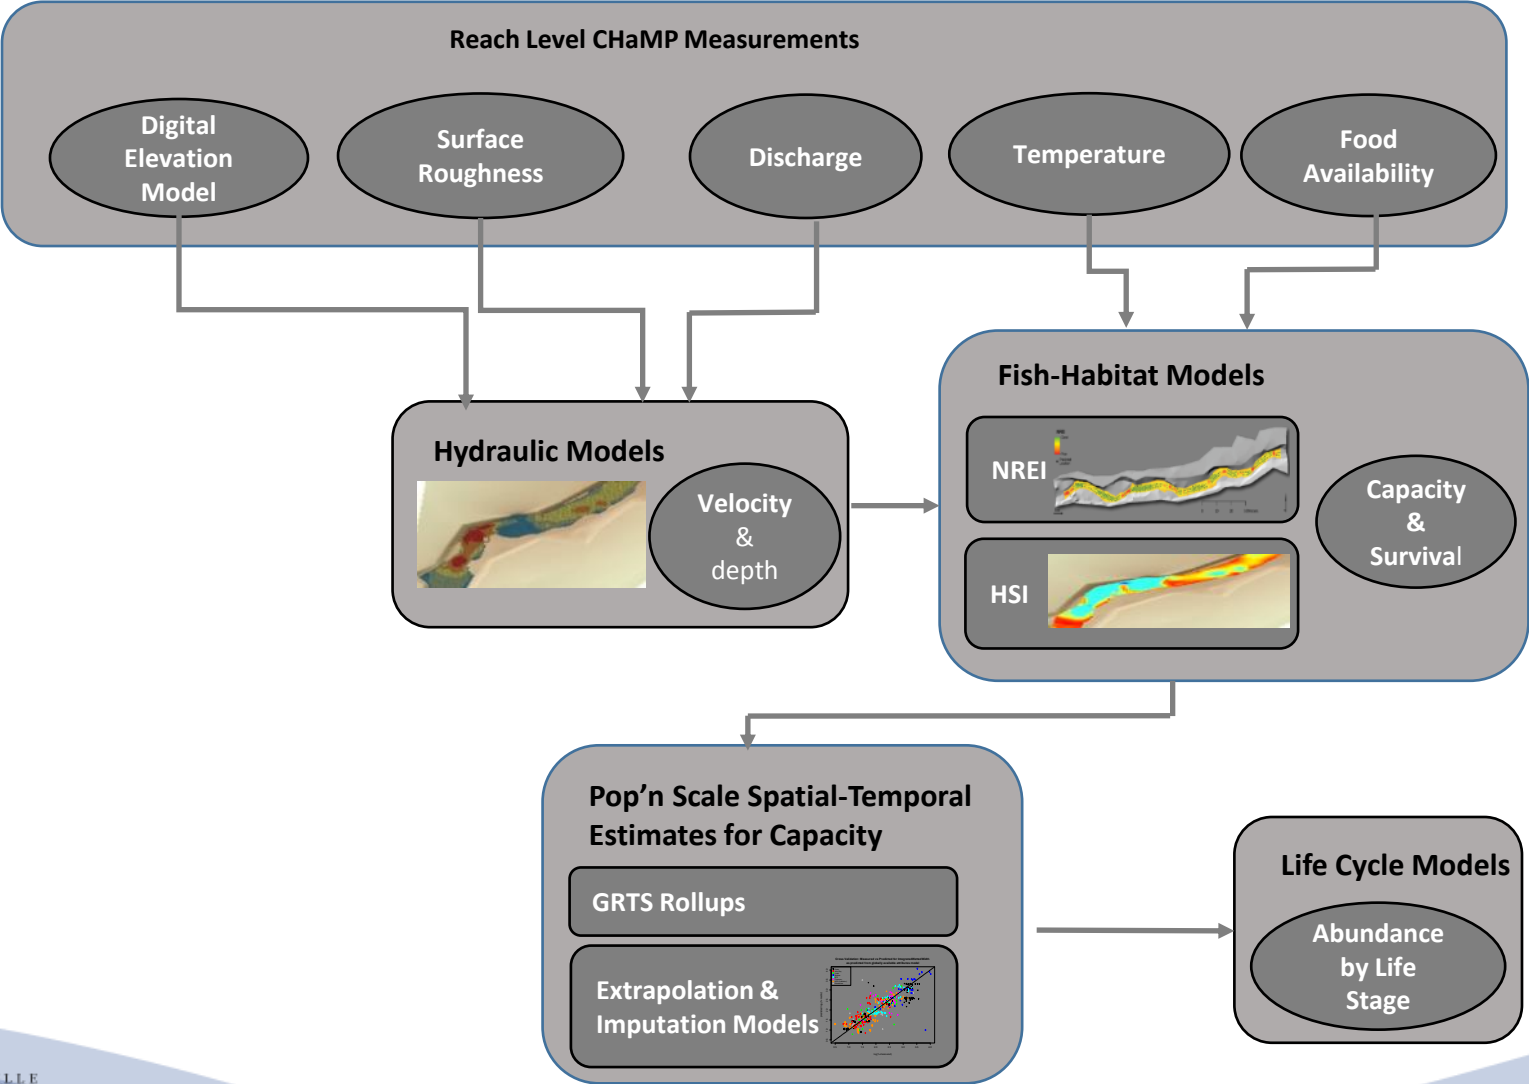 Reach Level CHaMP Measurements
Digital
Elevation
Model
Surface
Roughness
Discharge
Temperature
Food
Availability
Hydraulic Models
Velocity
&
depth
Fish-Habitat Models
NREI
HSI
Capacity
&
Survival
Pop'n Scale Spatial-Temporal
Estimates for Capacity
GRTS Rollups
Extrapolation &
Imputation Models
Life Cycle Models
Abundance
by Life
Stage
LLE